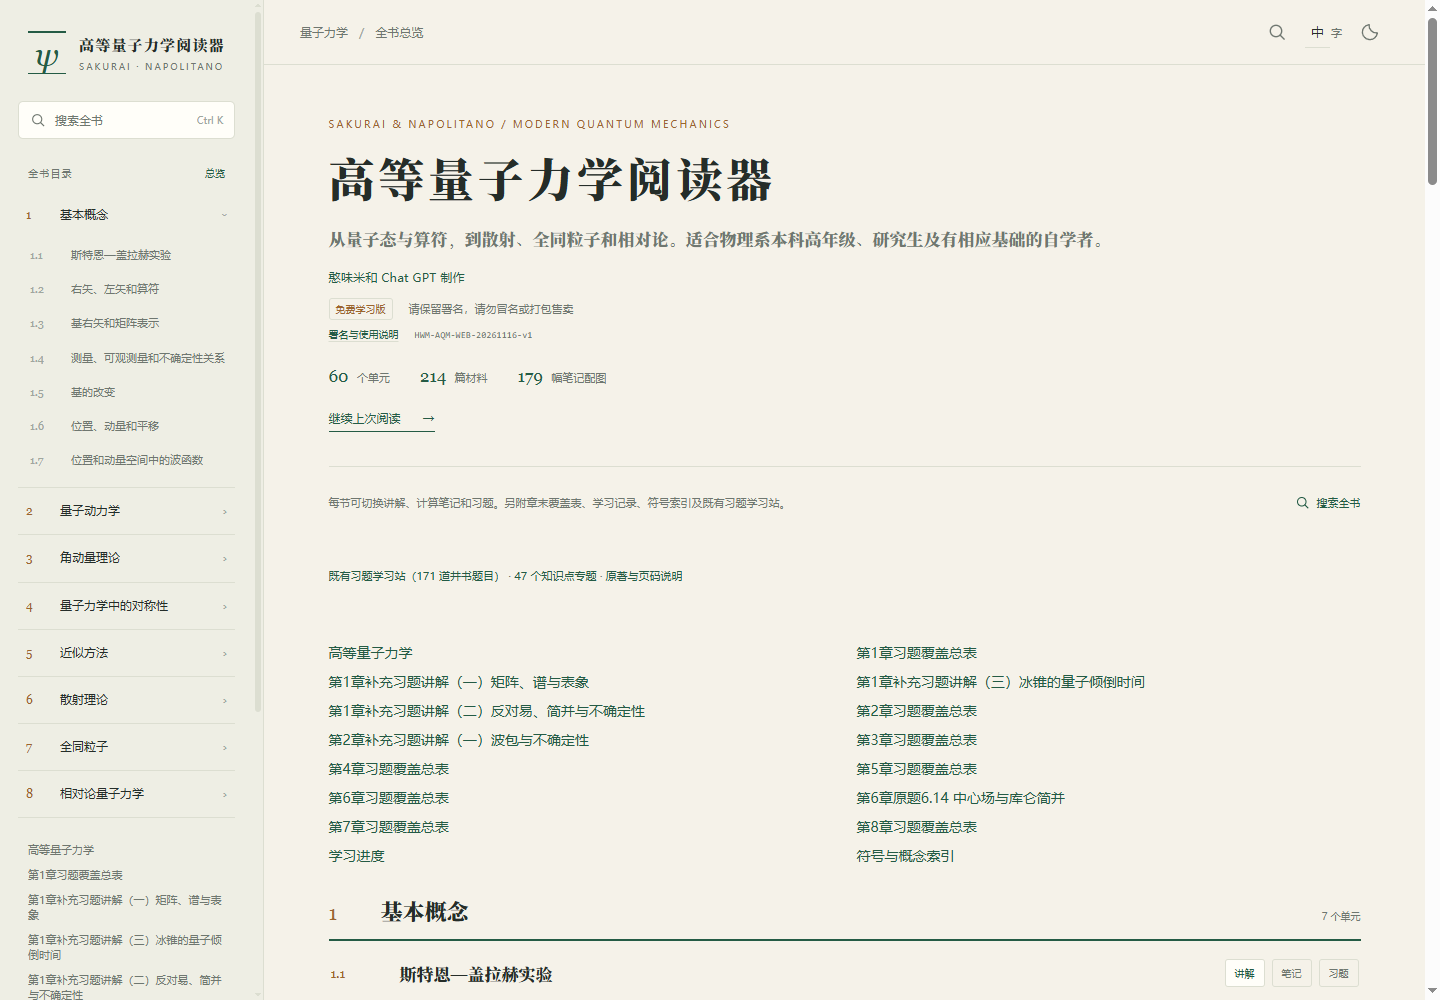 ψ
高等量子力学阅读器
SAKURAI · NAPOLITANO
搜索全书 Ctrl K
全书目录 总览
1 基本概念
1.1 斯特恩—盖拉赫实验
1.2 右矢、左矢和算符
1.3 基右矢和矩阵表示
1.4 测量、可观测量和不确定性关系
1.5 基的改变
1.6 位置、动量和平移
1.7 位置和动量空间中的波函数
2 量子动力学
3 角动量理论
4 量子力学中的对称性
5 近似方法
6 散射理论
7 全同粒子
8 相对论量子力学
高等量子力学
第1章习题覆盖总表
第1章补充习题讲解（一）矩阵、谱与表
象
第1章补充习题讲解（三）冰锥的量子倾
倒时间
第1章补充习题讲解（二）反对易、简并
与不确定性
量子力学 / 全书总览
中 字
SAKURAI & NAPOLITANO / MODERN QUANTUM MECHANICS
高等量子力学阅读器
从量子态与算符，到散射、全同粒子和相对论。适合物理系本科高年级、研究生及有相应基础的自学者。
憨味米和 Chat GPT 制作
免费学习版 请保留署名，请勿冒名或打包售卖
署名与使用说明 HWM-AQM-WEB-20261116-v1
60 个单元 214 篇材料 179 幅笔记配图
继续上次阅读 →
每节可切换讲解、计算笔记和习题。另附章末覆盖表、学习记录、符号索引及既有习题学习站。
搜索全书
既有习题学习站（171 道井书题目） · 47 个知识点专题 · 原著与页码说明
高等量子力学 第1章习题覆盖总表
第1章补充习题讲解（一）矩阵、谱与表象 第1章补充习题讲解（三）冰锥的量子倾倒时间
第1章补充习题讲解（二）反对易、简并与不确定性 第2章习题覆盖总表
第2章补充习题讲解（一）波包与不确定性 第3章习题覆盖总表
第4章习题覆盖总表 第5章习题覆盖总表
第6章习题覆盖总表 第6章原题6.14 中心场与库仑简并
第7章习题覆盖总表 第8章习题覆盖总表
学习进度 符号与概念索引
1 基本概念 7 个单元
1.1 斯特恩—盖拉赫实验 讲解 笔记 习题